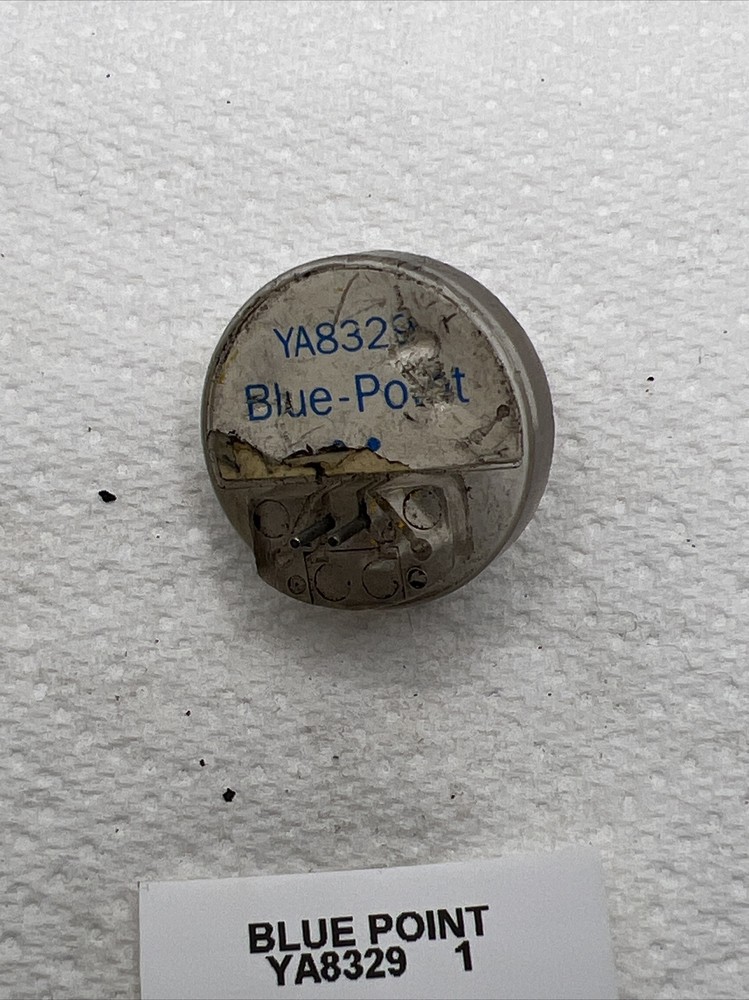 YA8329
Blue-Point
BLUE POINT
YA8329 1